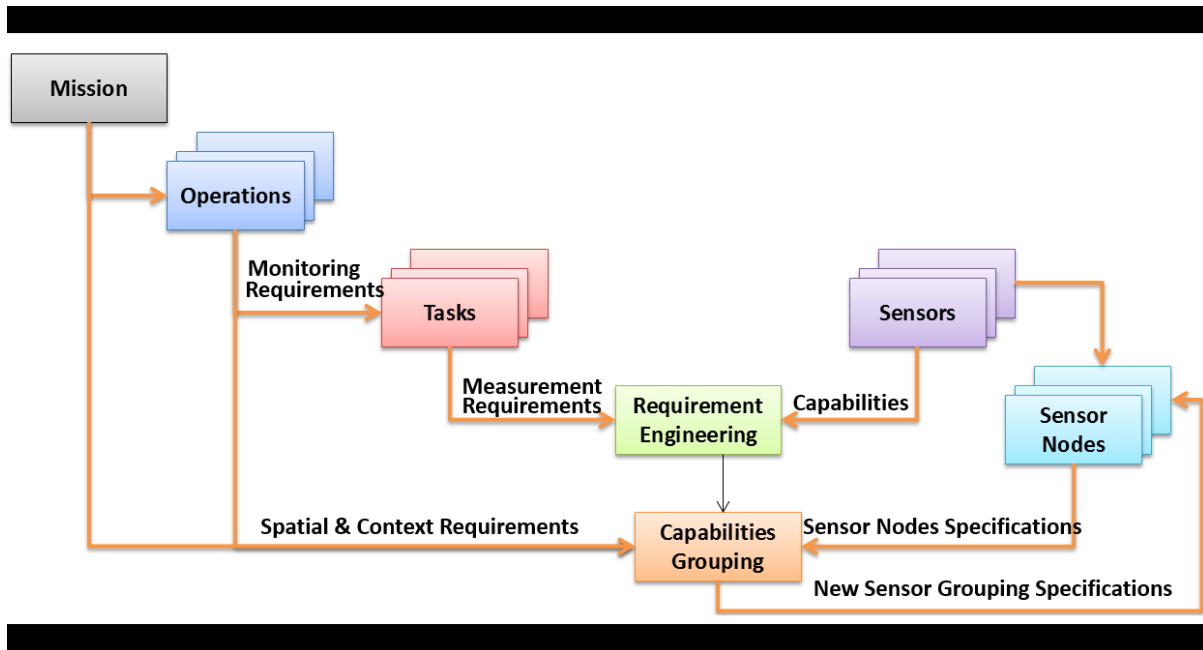 Mission
Operations
Monitoring
Requirements
Tasks
Sensors
Measurement
Requirements
Requirement
Engineering
Capabilities
Sensor
Nodes
Spatial & Context Requirements
Capabilities
Grouping
Sensor Nodes Specifications
New Sensor Grouping Specifications